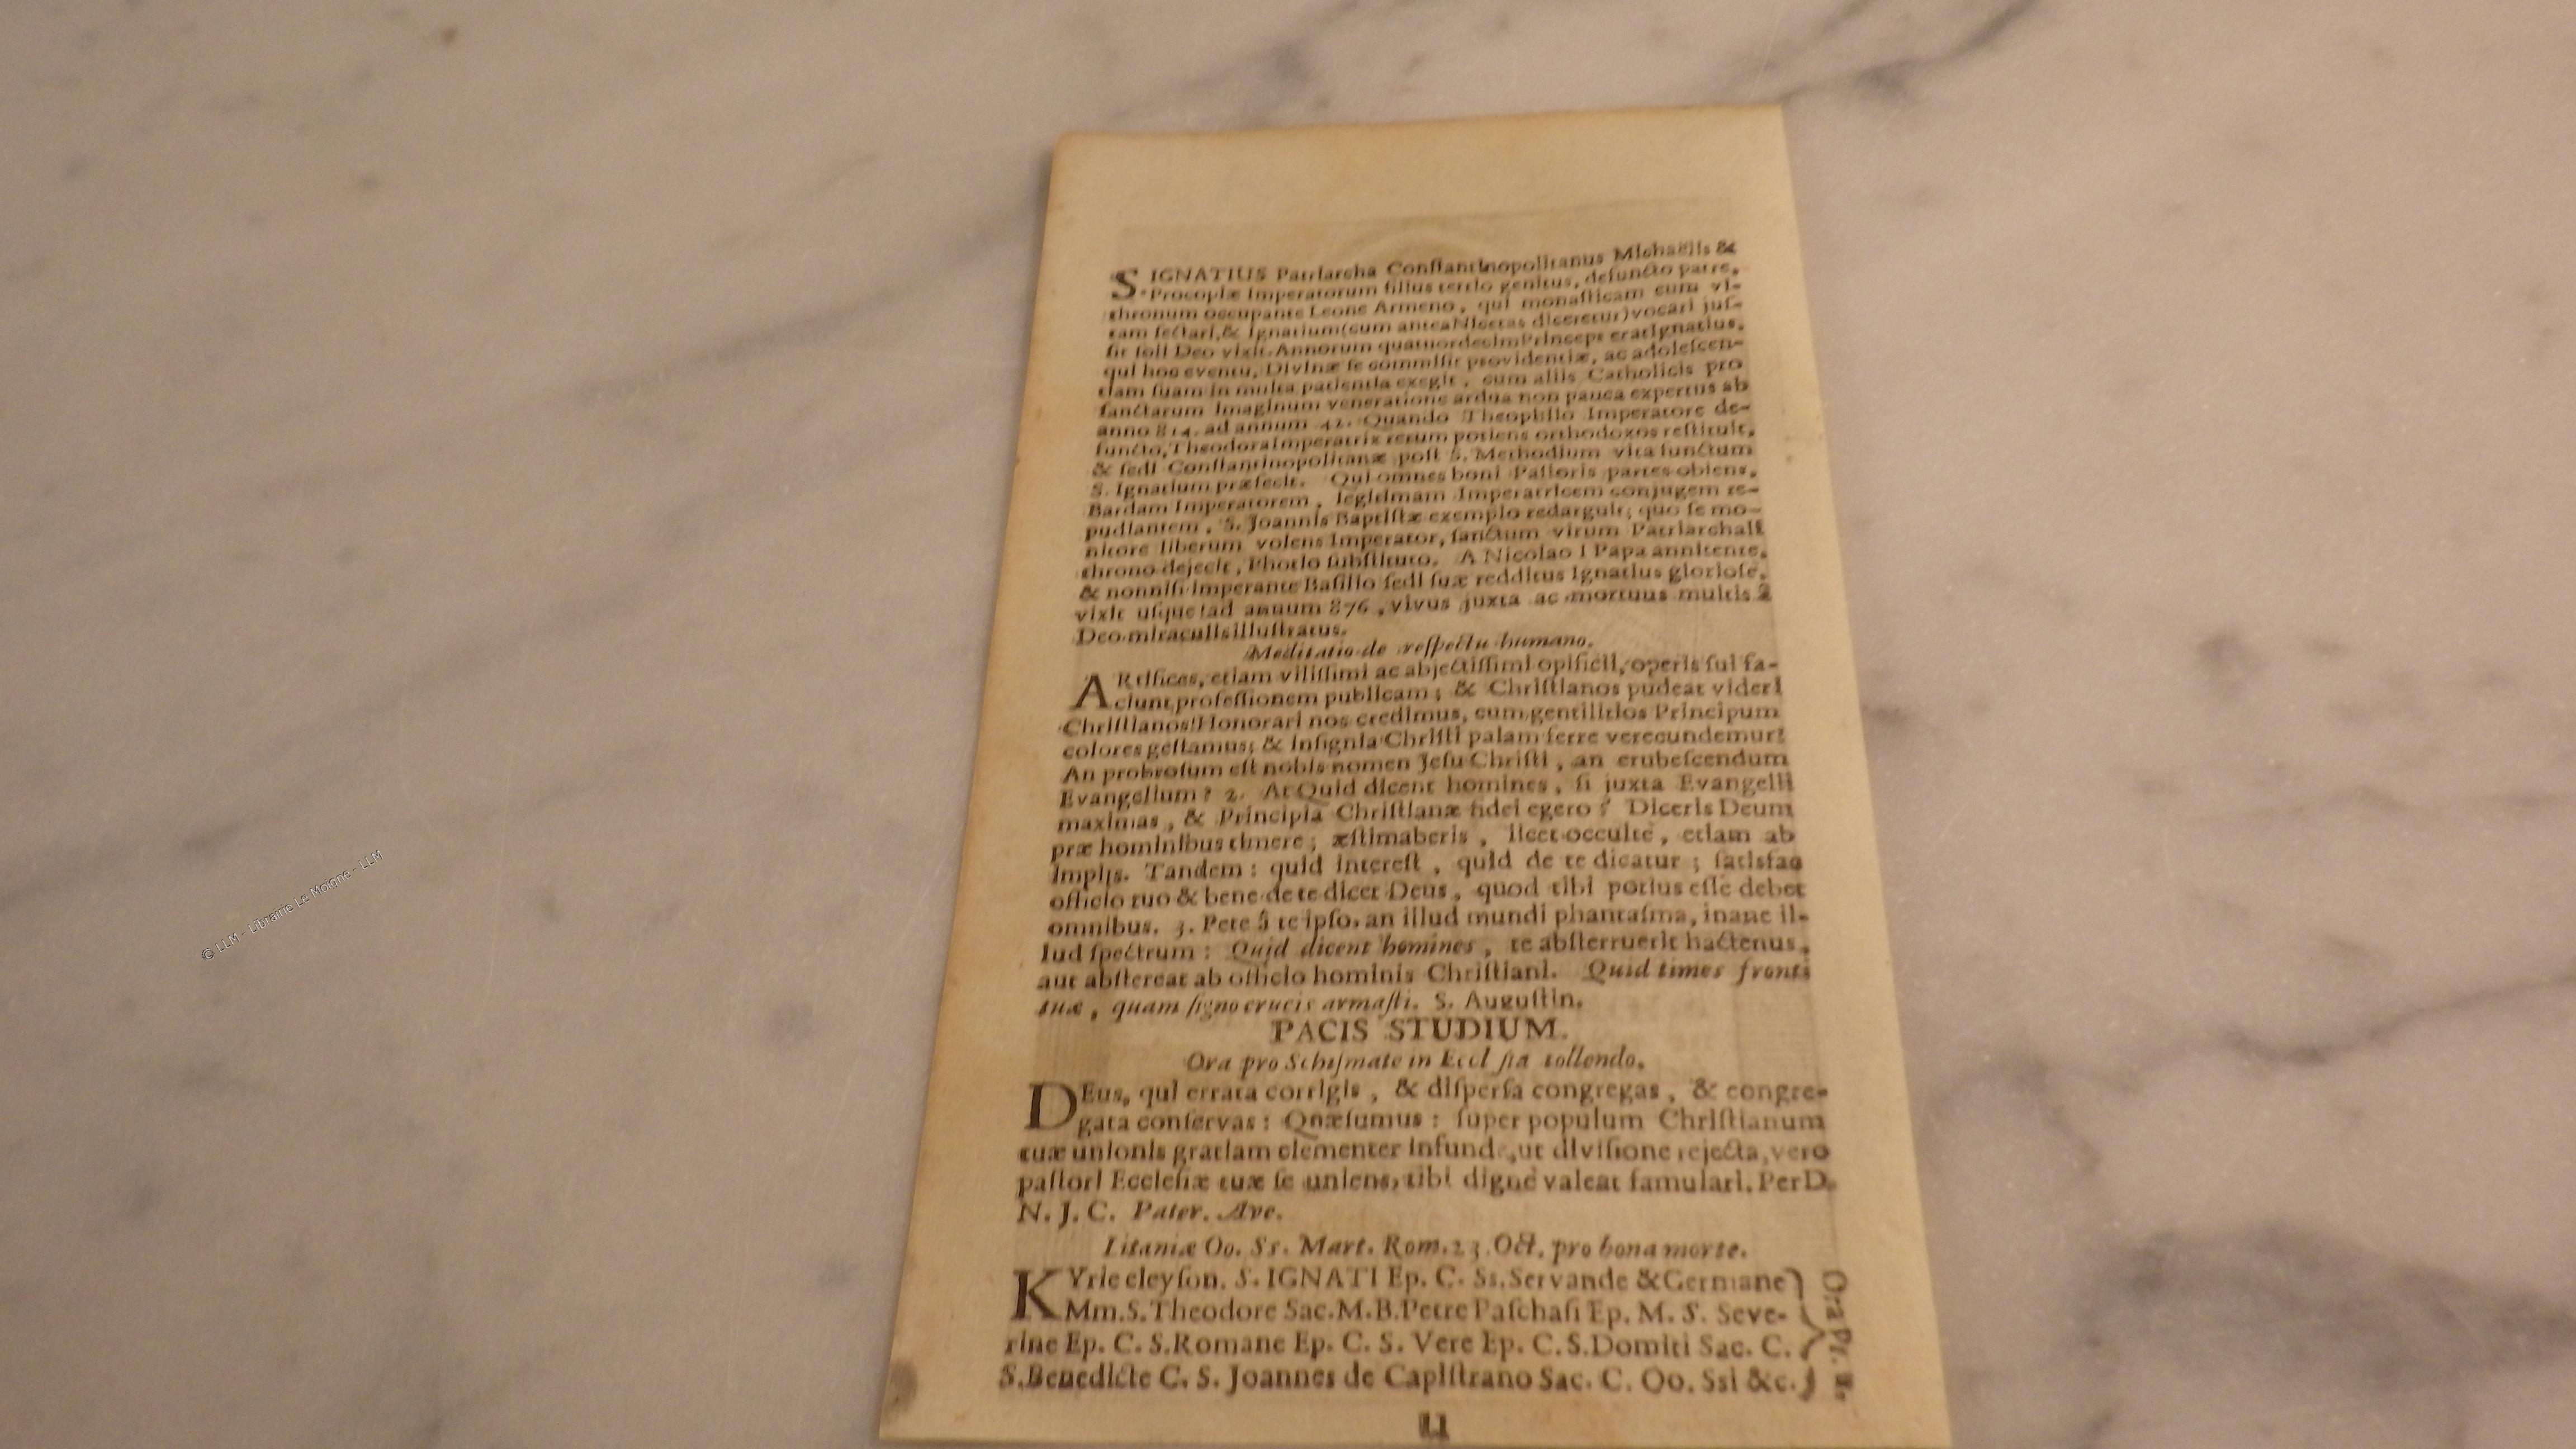 S. IGNATIUS Patriarcha Conſtantinopolitanus Michaëlis &
Procopiæ Imperatorum filius tertio genitus, defuncto patre,
thronum occupante Leone Armeno, qui monaſticam eum vi-
tam ſectari, & Ignatium (cum antea Nicetas diceretur) vocari juſ-
ſit ſoli Deo vixit. Annorum quatuordecim Princeps erat Ignatius,
qui hoc eventu, Divinæ ſe commiſit providentiæ, ac adoleſcen-
tiam ſuam in multa patientia exegit, cum aliis Catholicis pro
ſanctarum Imaginum veneratione ardua non pauca expertus ab
anno 814. ad annum 42. Quando Theophilo Imperatore de-
functo, Theodora Imperatrix rerum potiens orthodoxos reſtituit,
& ſedi Conſtantinopolitanæ poſt S. Methodium vita functum
S. Ignatium præfecit. Qui omnes boni Paſtoris partes obiens,
Bardam Imperatorem, legitimam Imperatricem conjugem re-
pudiantem, S. Joannis Baptiſtæ exemplo redarguit; quo ſe mo-
nitore liberum volens Imperator, ſanctum virum Patriarchali
throno dejecit, Photio ſubſtituto. A Nicolao I Papa annitente,
& nonniſi imperante Baſilio ſedi ſuæ redditus Ignatius glorioſe,
vixit uſque ad annum 876, vivus juxta ac mortuus multis à
Deo miraculis illuſtratus.
Meditatio de reſpectu humano.
ARtifices, etiam viliſſimi ac abjectiſſimi opificii, operis ſui fa-
ciunt profeſſionem publicam; & Chriſtianos pudeat videri
Chriſtianos! Honorari nos credimus, cum gentilitios Principum
colores geſtamus; & inſignia Chriſti palam ferre verecundemur?
An probroſum eſt nobis nomen Jeſu Chriſti, an erubeſcendum
Evangelium? 2. At Quid dicent homines, ſi juxta Evangelii
maximas, & Principia Chriſtianæ fidei egero? Diceris Deum
præ hominibus timere; æſtimaberis, licet occulte, etiam ab
impijs. Tandem: quid intereſt, quid de te dicatur; ſatisfac
officio tuo & bene de te dicet Deus, quod tibi potius eſſe debet
omnibus. 3. Pete à te ipſo, an illud mundi phantaſma, inane il-
lud ſpectrum: Quid dicent homines, te abſterruerit hactenus,
aut abſtereat ab officio hominis Chriſtiani. Quid times fronti
tuæ, quam ſigno crucis armaſti. S. Auguſtin.
PACIS STUDIUM.
Ora pro Schiſmate in Eccl ſia tollendo.
DEus, qui errata corrigis, & diſperſa congregas, & congre-
gata conſervas: Quæſumus: ſuper populum Chriſtianum
tuæ unionis gratiam clementer infund , ut diviſione rejecta, vero
paſtori Eccleſiæ tuæ ſe uniens, tibi digné valeat famulari. Per D.
N. J. C. Pater. Ave.
Litaniæ Oo. Ss. Mart. Rom. 23. Oct. pro bona morte.
KYrie eleyſon. S. IGNATI Ep. C. Ss. Servande & Germane
Mm. S. Theodore Sac. M. B. Petre Paſchaſi Ep. M. S. Seve-
rine Ep. C. S. Romane Ep. C. S. Vere Ep. C. S. Domiti Sac. C.
S. Benedicte C. S. Joannes de Capiſtrano Sac. C. Oo. Ssi &c.
Ora pr. n.
Ll
© LLM - Librairie Le Moigne - LLM